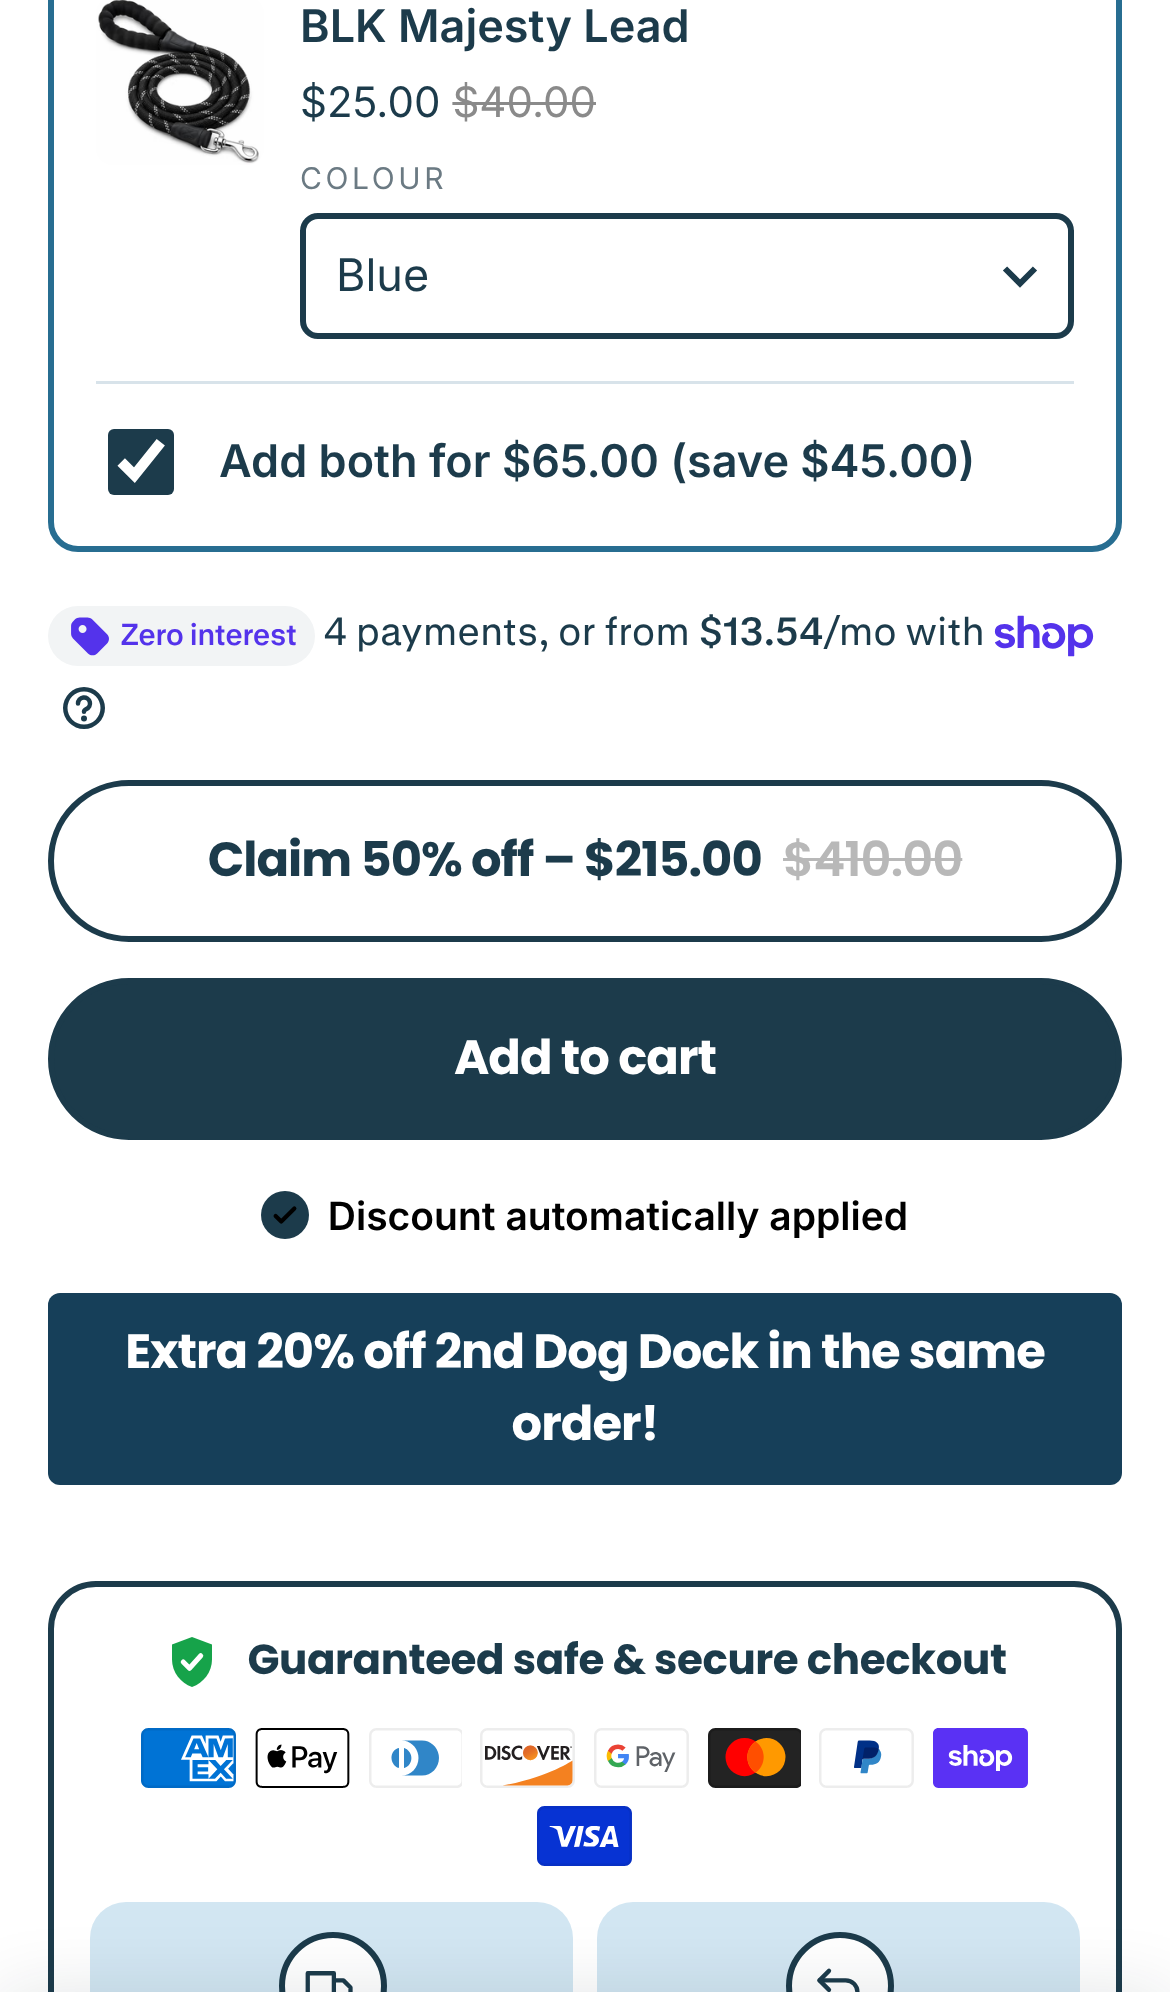 BLK Majesty Lead
$25.00 $40.00
COLOUR
Blue
Add both for $65.00 (save $45.00)
Zero interest 4 payments, or from $13.54/mo with shop
Claim 50% off – $215.00 $410.00
Add to cart
Discount automatically applied
Extra 20% off 2nd Dog Dock in the same
order!
Guaranteed safe & secure checkout
AM
EX
Pay
DISCOVER
G Pay
shop
VISA